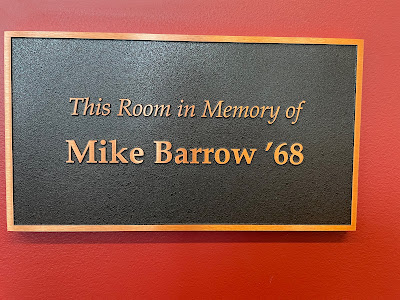 This Room in Memory of
Mike Barrow ’68